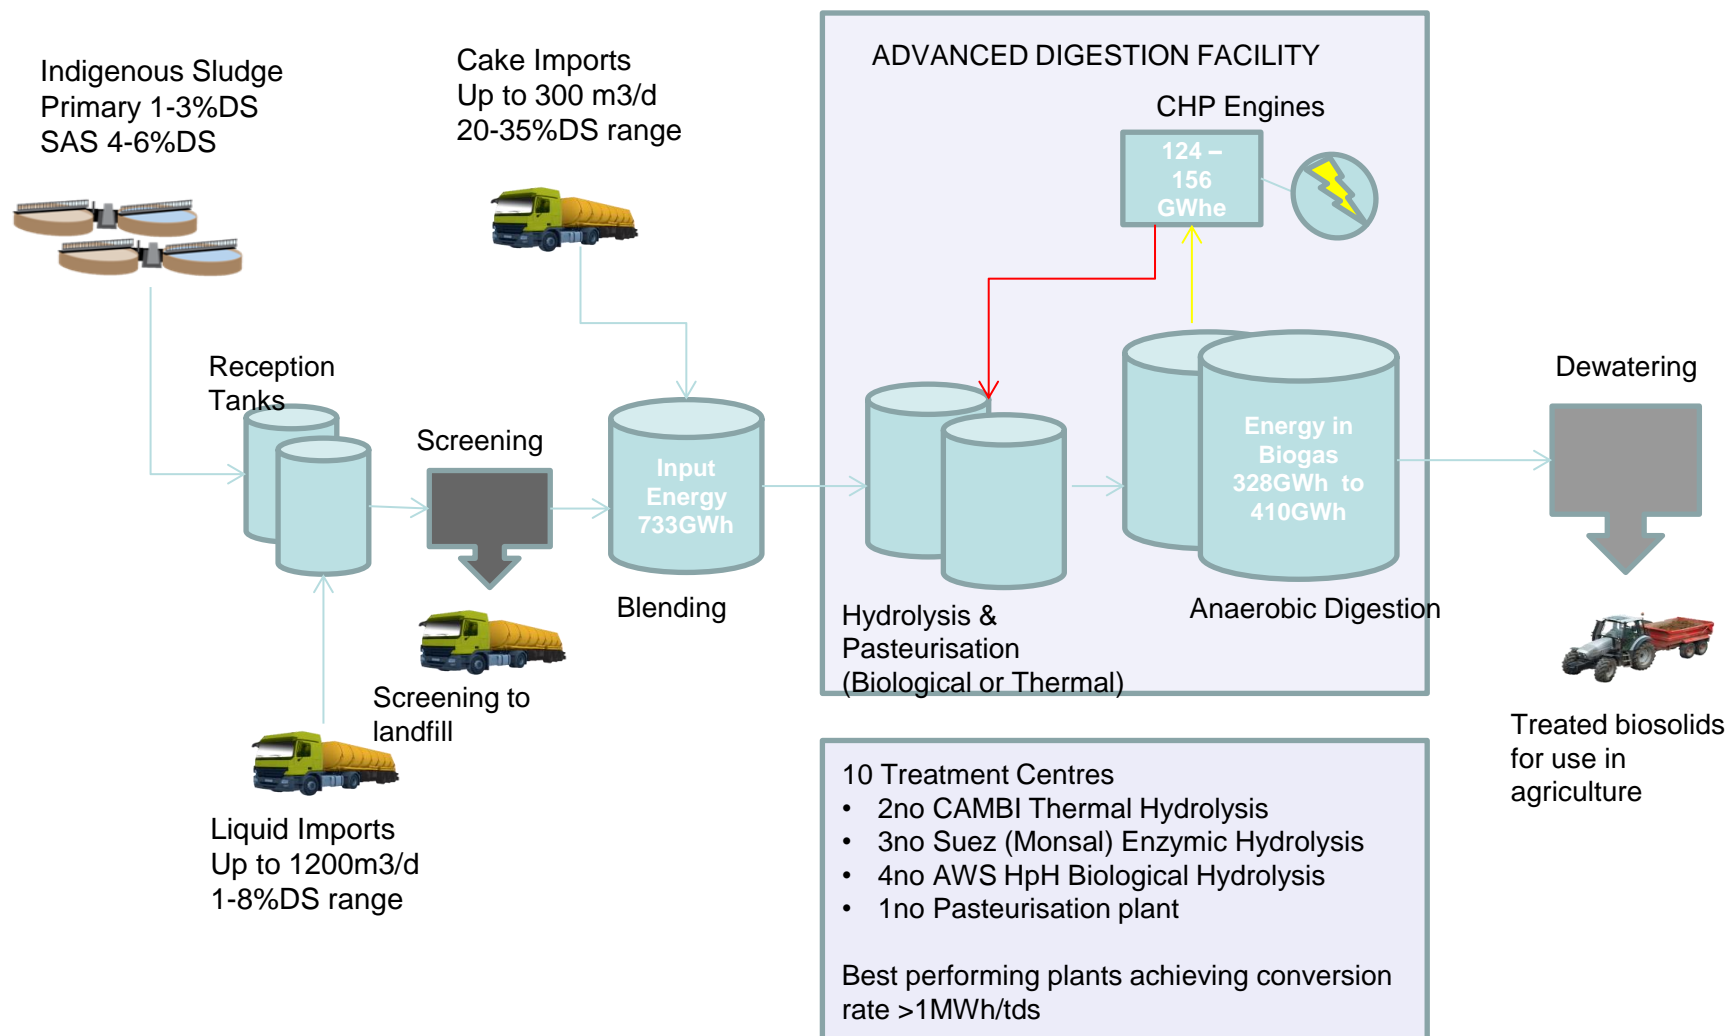 Indigenous Sludge
Primary 1-3%DS
SAS 4-6%DS
Cake Imports
Up to 300 m3/d
20-35%DS range
ADVANCED DIGESTION FACILITY
CHP Engines
124 –
156
GWhe
Reception
Tanks
Screening
Input
Energy
733GWh
Energy in
Biogas
328GWh to
410GWh
Dewatering
Blending
Hydrolysis &
Pasteurisation
(Biological or Thermal)
Anaerobic Digestion
Screening to
landfill
Treated biosolids
for use in
agriculture
Liquid Imports
Up to 1200m3/d
1-8%DS range
10 Treatment Centres
• 2no CAMBI Thermal Hydrolysis
• 3no Suez (Monsal) Enzymic Hydrolysis
• 4no AWS HpH Biological Hydrolysis
• 1no Pasteurisation plant
Best performing plants achieving conversion
rate >1MWh/tds